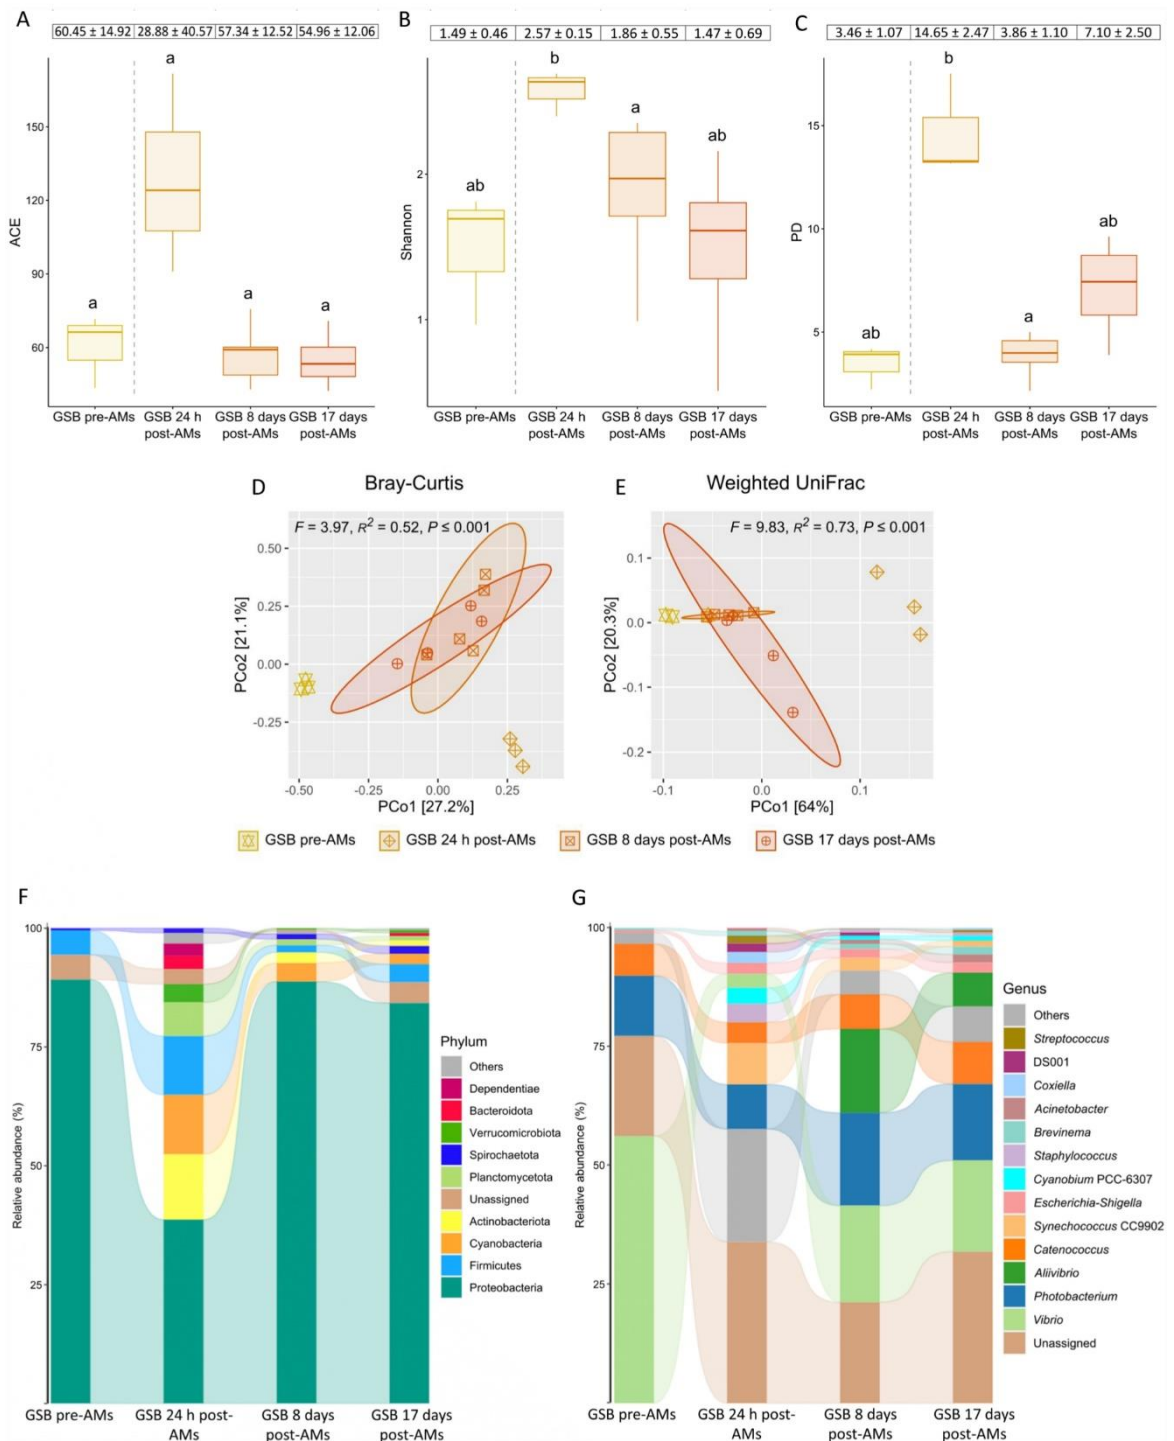 A
60.45 ± 14.92 28.88 ± 40.57 57.34 ± 12.52 54.96 ± 12.06
a
a
a
a
150
120
90
60
ACE
GSB pre-AMs GSB 24 h post-AMs GSB 8 days post-AMs GSB 17 days post-AMs
B
1.49 ± 0.46 2.57 ± 0.15 1.86 ± 0.55 1.47 ± 0.69
ab
b
a
ab
2
1
Shannon
GSB pre-AMs GSB 24 h post-AMs GSB 8 days post-AMs GSB 17 days post-AMs
C
3.46 ± 1.07 14.65 ± 2.47 3.86 ± 1.10 7.10 ± 2.50
ab
b
a
ab
15
10
5
PD
GSB pre-AMs GSB 24 h post-AMs GSB 8 days post-AMs GSB 17 days post-AMs
D
Bray-Curtis
F = 3.97, R² = 0.52, P ≤ 0.001
0.50
0.25
0.00
-0.25
PCo2 [21.1%]
-0.50 -0.25 0.00 0.25
PCo1 [27.2%]
E
Weighted UniFrac
F = 9.83, R² = 0.73, P ≤ 0.001
0.1
0.0
-0.1
-0.2
PCo2 [20.3%]
-0.1 0.0 0.1
PCo1 [64%]
GSB pre-AMs GSB 24 h post-AMs GSB 8 days post-AMs GSB 17 days post-AMs
F
100
75
50
25
Relative abundance (%)
GSB pre-AMs GSB 24 h post-AMs GSB 8 days post-AMs GSB 17 days post-AMs
Phylum
Others
Dependentiae
Bacteroidota
Verrucomicrobiota
Spirochaetota
Planctomycetota
Unassigned
Actinobacteriota
Cyanobacteria
Firmicutes
Proteobacteria
G
100
75
50
25
Relative abundance (%)
GSB pre-AMs GSB 24 h post-AMs GSB 8 days post-AMs GSB 17 days post-AMs
Genus
Others
Streptococcus
DS001
Coxiella
Acinetobacter
Brevinema
Staphylococcus
Cyanobium PCC-6307
Escherichia-Shigella
Synechococcus CC9902
Catenococcus
Aliivibrio
Photobacterium
Vibrio
Unassigned